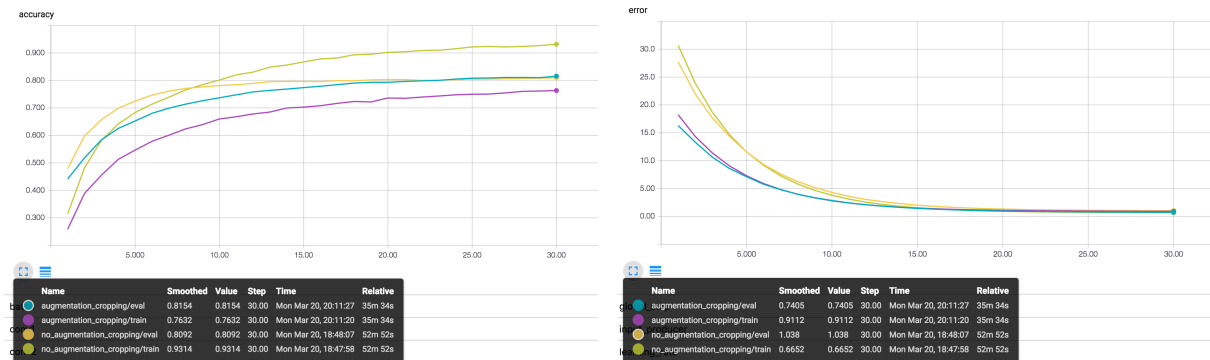 accuracy
0.900
0.800
0.700
0.600
0.500
0.400
0.300
5.000 10.00 15.00 20.00 25.00 30.00
Name Smoothed Value Step Time Relative
augmentation_cropping/eval 0.8154 0.8154 30.00 Mon Mar 20, 20:11:27 35m 34s
augmentation_cropping/train 0.7632 0.7632 30.00 Mon Mar 20, 20:11:20 35m 34s
no_augmentation_cropping/eval 0.8092 0.8092 30.00 Mon Mar 20, 18:48:07 52m 52s
no_augmentation_cropping/train 0.9314 0.9314 30.00 Mon Mar 20, 18:47:58 52m 52s
error
30.0
25.0
20.0
15.0
10.0
5.00
0.00
5.000 10.00 15.00 20.00 25.00 30.00
Name Smoothed Value Step Time Relative
augmentation_cropping/eval 0.7405 0.7405 30.00 Mon Mar 20, 20:11:27 35m 34s
augmentation_cropping/train 0.9112 0.9112 30.00 Mon Mar 20, 20:11:20 35m 34s
no_augmentation_cropping/eval 1.038 1.038 30.00 Mon Mar 20, 18:48:07 52m 52s
no_augmentation_cropping/train 0.6652 0.6652 30.00 Mon Mar 20, 18:47:58 52m 52s